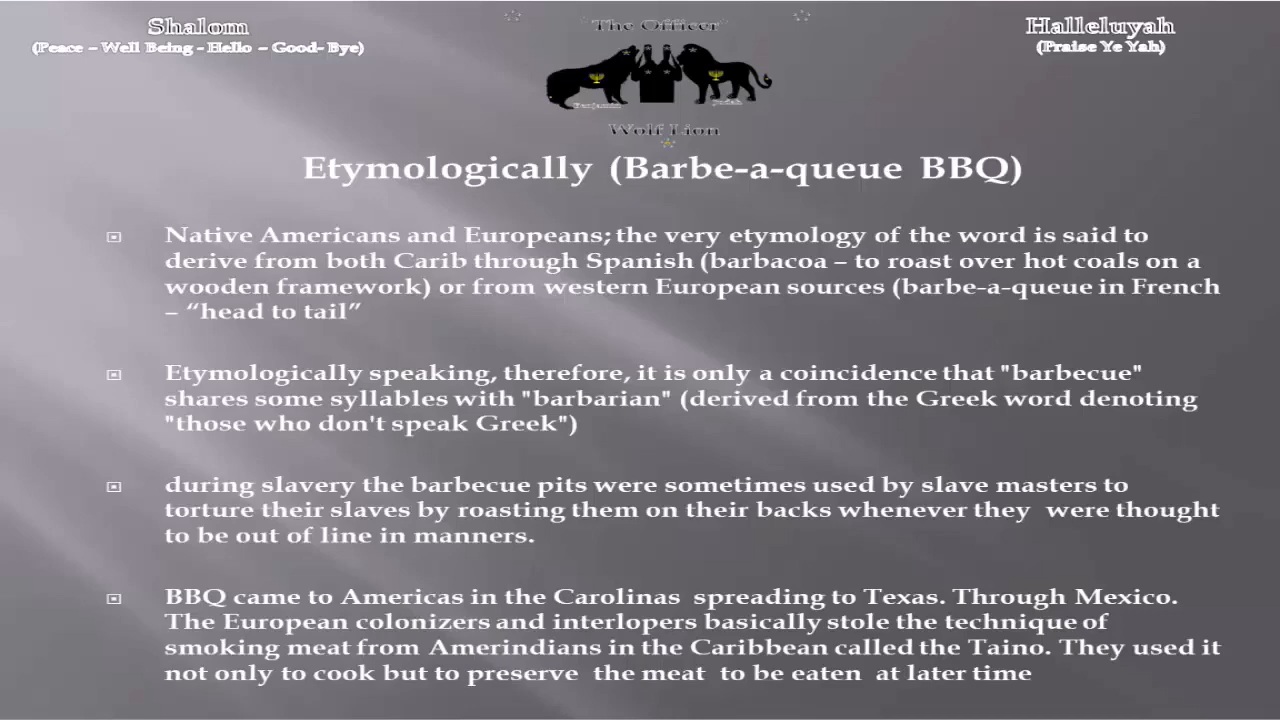 Shalom
(Peace – Well Being - Hello – Good- Bye)
"The Officer"
Halleluyah
(Praise Ye Yah)
Benjamin
Judah
Wolf Lion
Etymologically (Barbe-a-queue BBQ)
Native Americans and Europeans; the very etymology of the word is said to
derive from both Carib through Spanish (barbacoa – to roast over hot coals on a
wooden framework) or from western European sources (barbe-a-queue in French
– “head to tail”
Etymologically speaking, therefore, it is only a coincidence that "barbecue"
shares some syllables with "barbarian" (derived from the Greek word denoting
"those who don't speak Greek")
during slavery the barbecue pits were sometimes used by slave masters to
torture their slaves by roasting them on their backs whenever they were thought
to be out of line in manners.
BBQ came to Americas in the Carolinas spreading to Texas. Through Mexico.
The European colonizers and interlopers basically stole the technique of
smoking meat from Amerindians in the Caribbean called the Taino. They used it
not only to cook but to preserve the meat to be eaten at later time